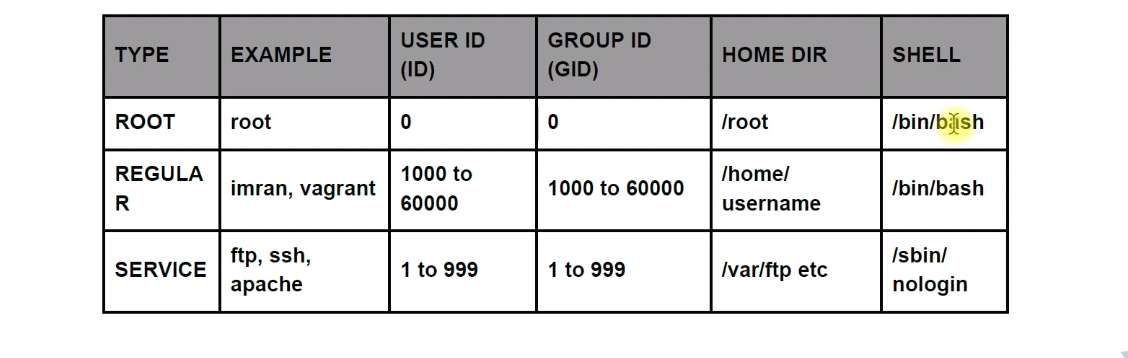 TYPE EXAMPLE USER ID (ID) GROUP ID (GID) HOME DIR SHELL
ROOT root 0 0 /root /bin/bash
REGULA R imran, vagrant 1000 to 60000 1000 to 60000 /home/ username /bin/bash
SERVICE ftp, ssh, apache 1 to 999 1 to 999 /var/ftp etc /sbin/ nologin